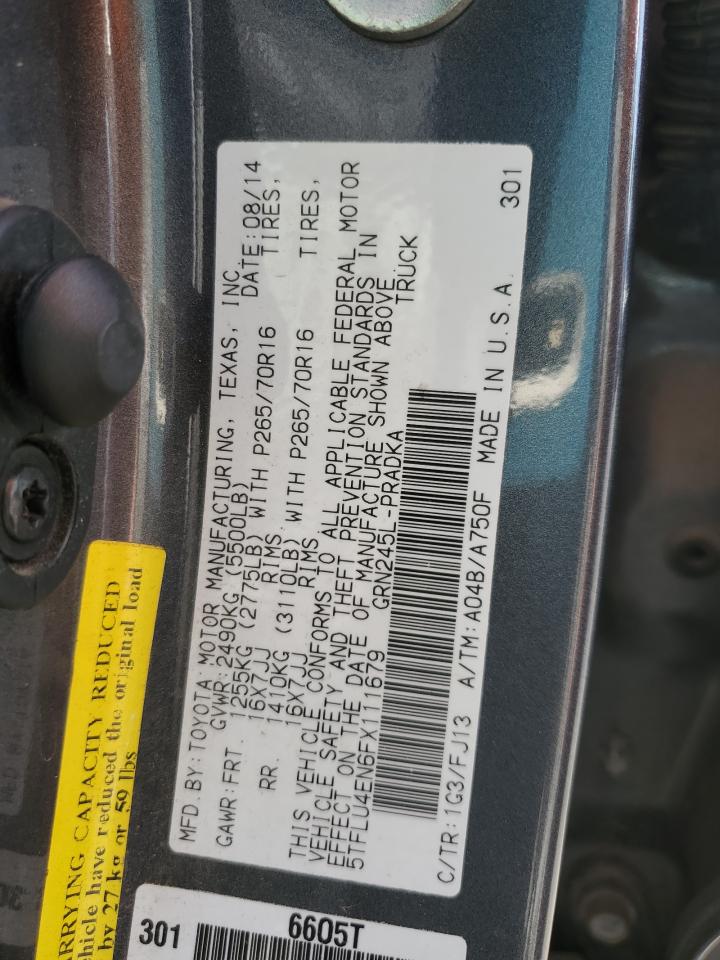 MFD.BY:TOYOTA MOTOR MANUFACTURING, TEXAS, INC.
GVWR:2490KG(5500LB) DATE:08/14
GAWR:FRT. 1255KG (2775LB) WITH P265/70R16 TIRES,
16X7JJ RIMS
RR. 1410KG (3110LB) WITH P265/70R16 TIRES,
16X7JJ RIMS
THIS VEHICLE CONFORMS TO ALL APPLICABLE FEDERAL MOTOR
VEHICLE SAFETY AND THEFT PREVENTION STANDARDS IN
EFFECT ON THE DATE OF MANUFACTURE SHOWN ABOVE
5TFLU4EN6FX111679 GRN245L-PRADKA TRUCK
C/TR:1G3/FJ13 A/TM:A04B/A750F MADE IN U.S.A. 301
ARRYING CAPACITY REDUCED
ehicle have reduced the original load
by 27 kg or 59 lbs
301 6605T